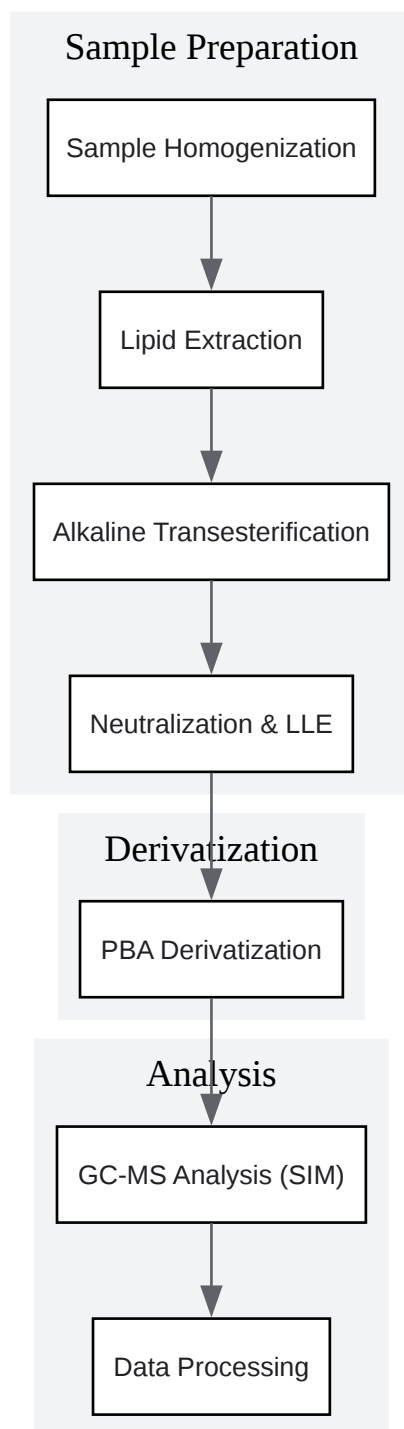 Sample Preparation
Sample Homogenization
Lipid Extraction
Alkaline Transesterification
Neutralization & LLE
Derivatization
PBA Derivatization
Analysis
GC-MS Analysis (SIM)
Data Processing